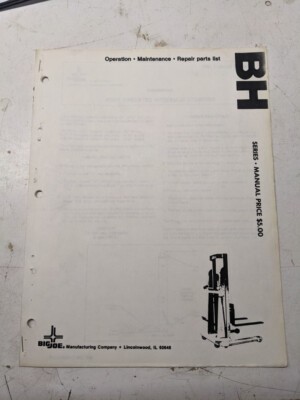 Operation • Maintenance • Repair parts list
BH
SERIES - MANUAL PRICE $5.00
BIG JOE Manufacturing Company • Lincolnwood, IL 60646